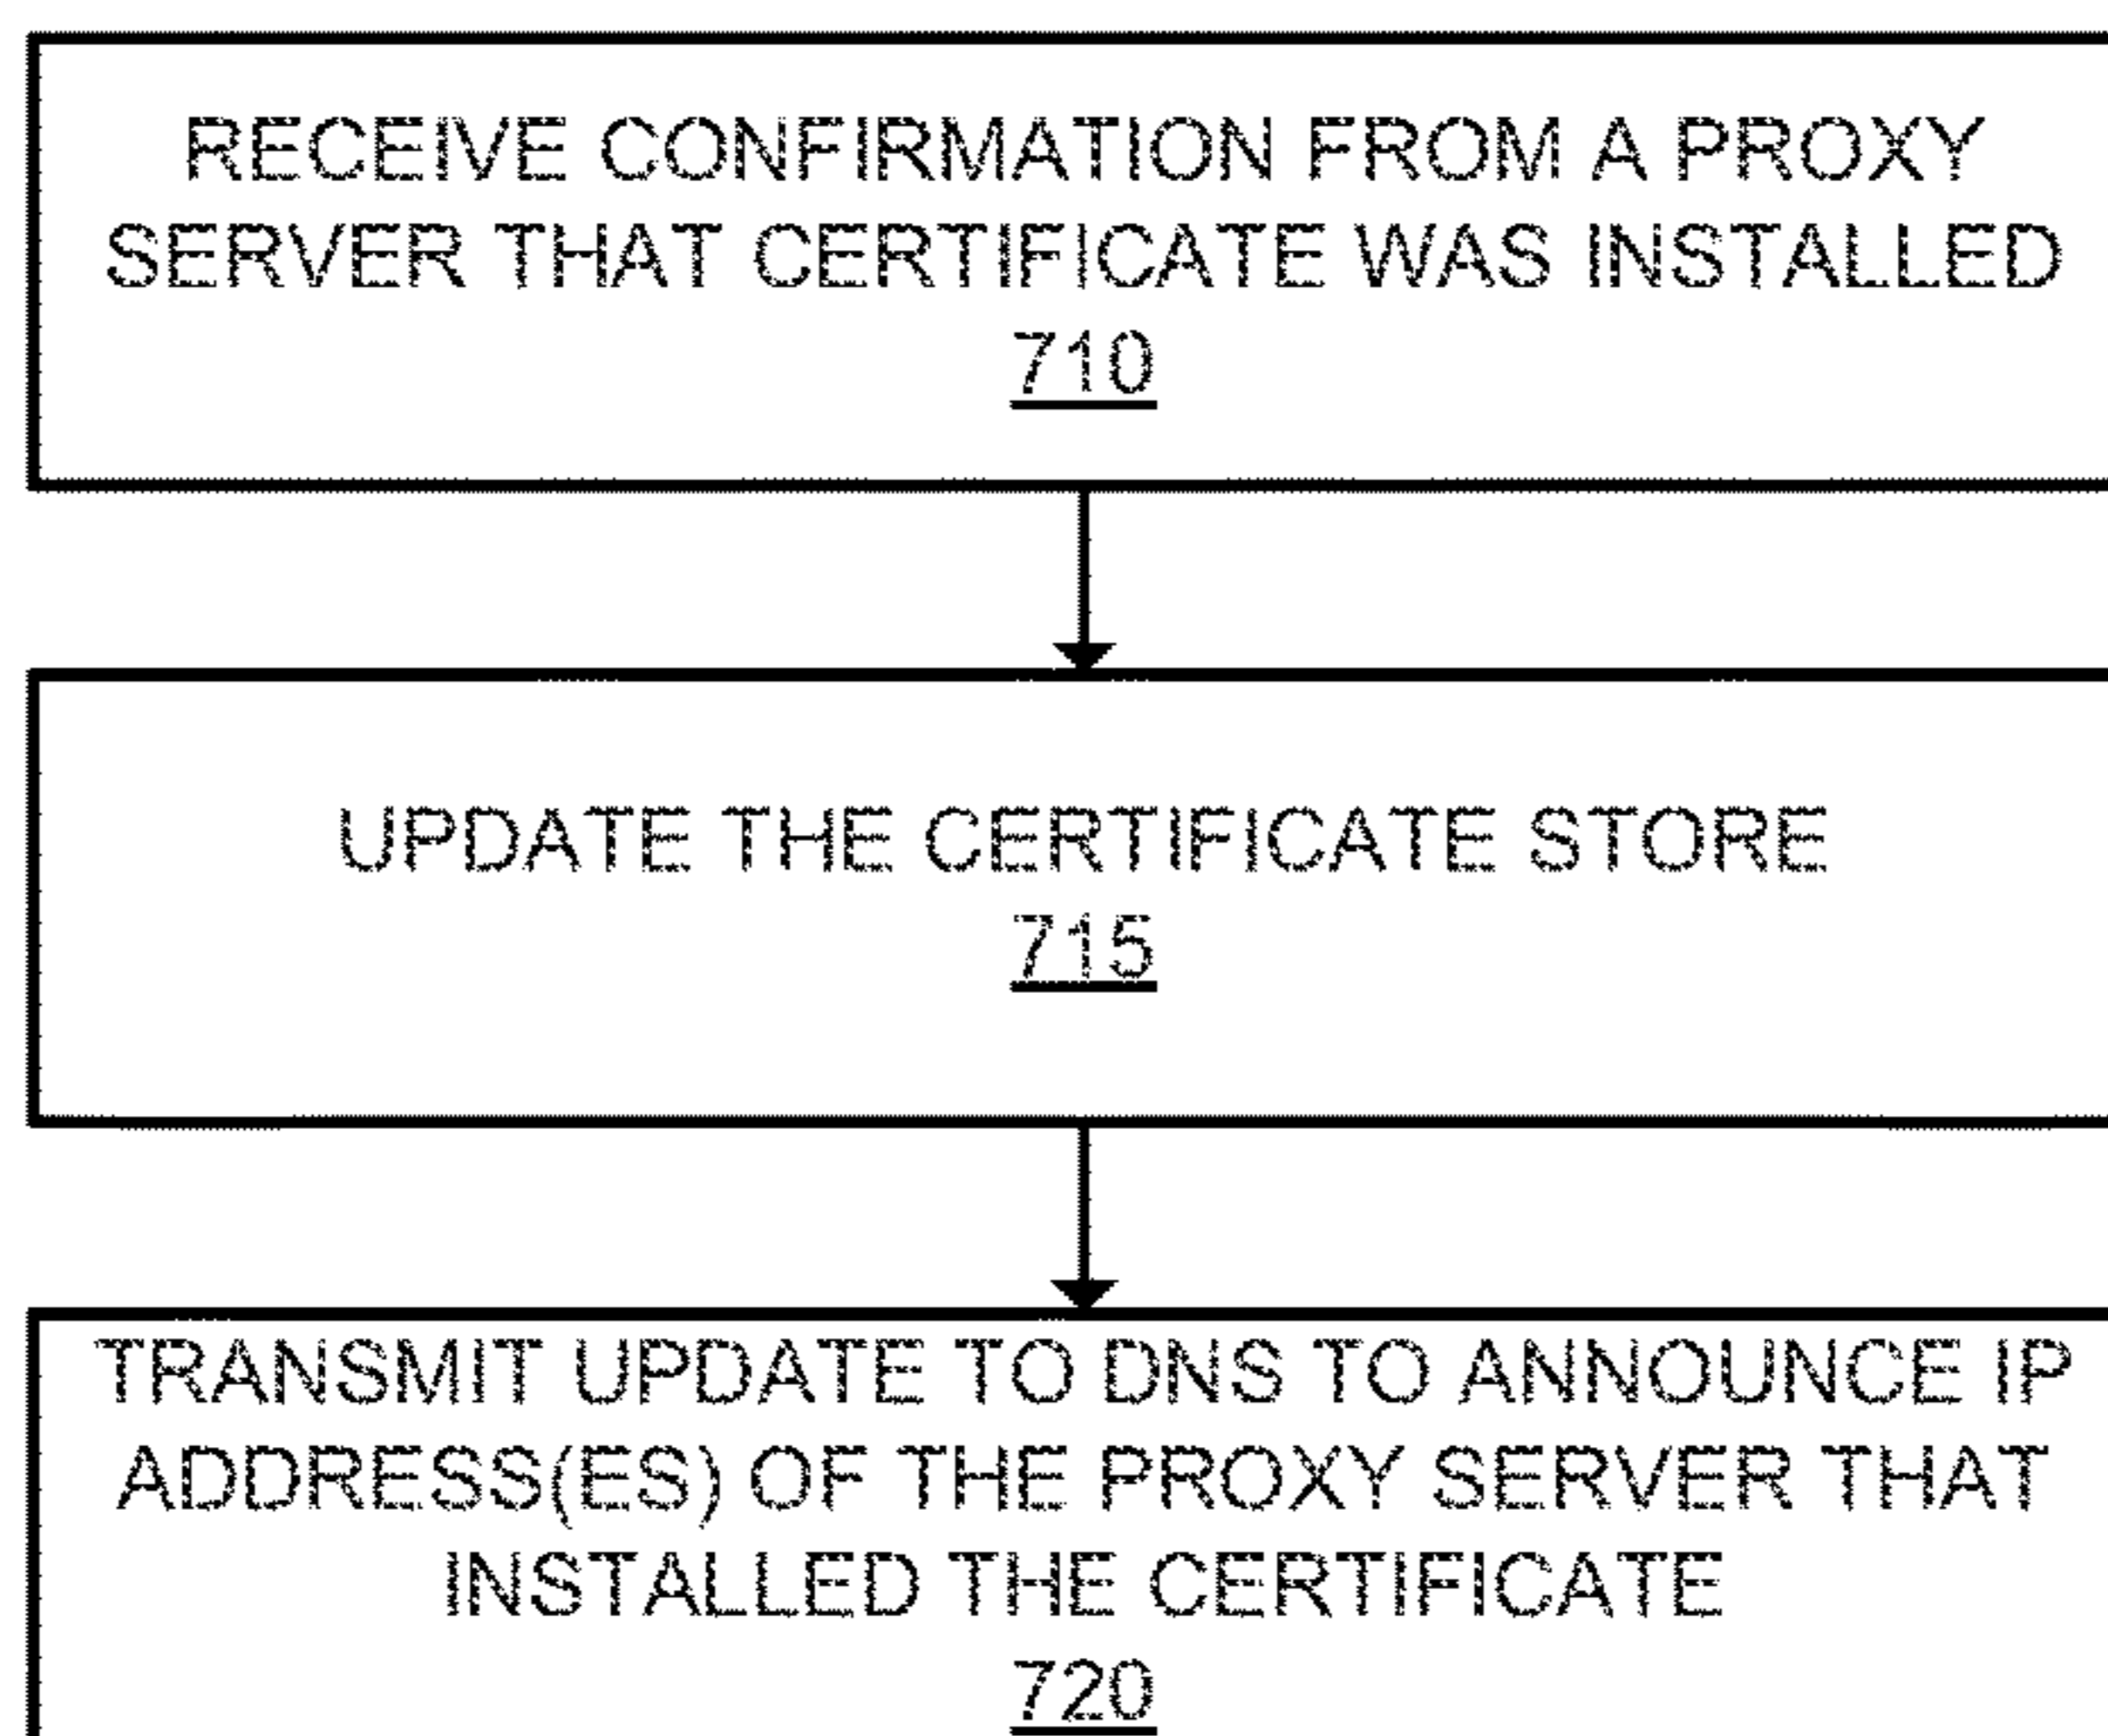 RECEIVE CONFIRMATION FROM A PROXY
SERVER THAT CERTIFICATE WAS INSTALLED
710
UPDATE THE CERTIFICATE STORE
715
TRANSMIT UPDATE TO DNS TO ANNOUNCE IP
ADDRESS(ES) OF THE PROXY SERVER THAT
INSTALLED THE CERTIFICATE
720